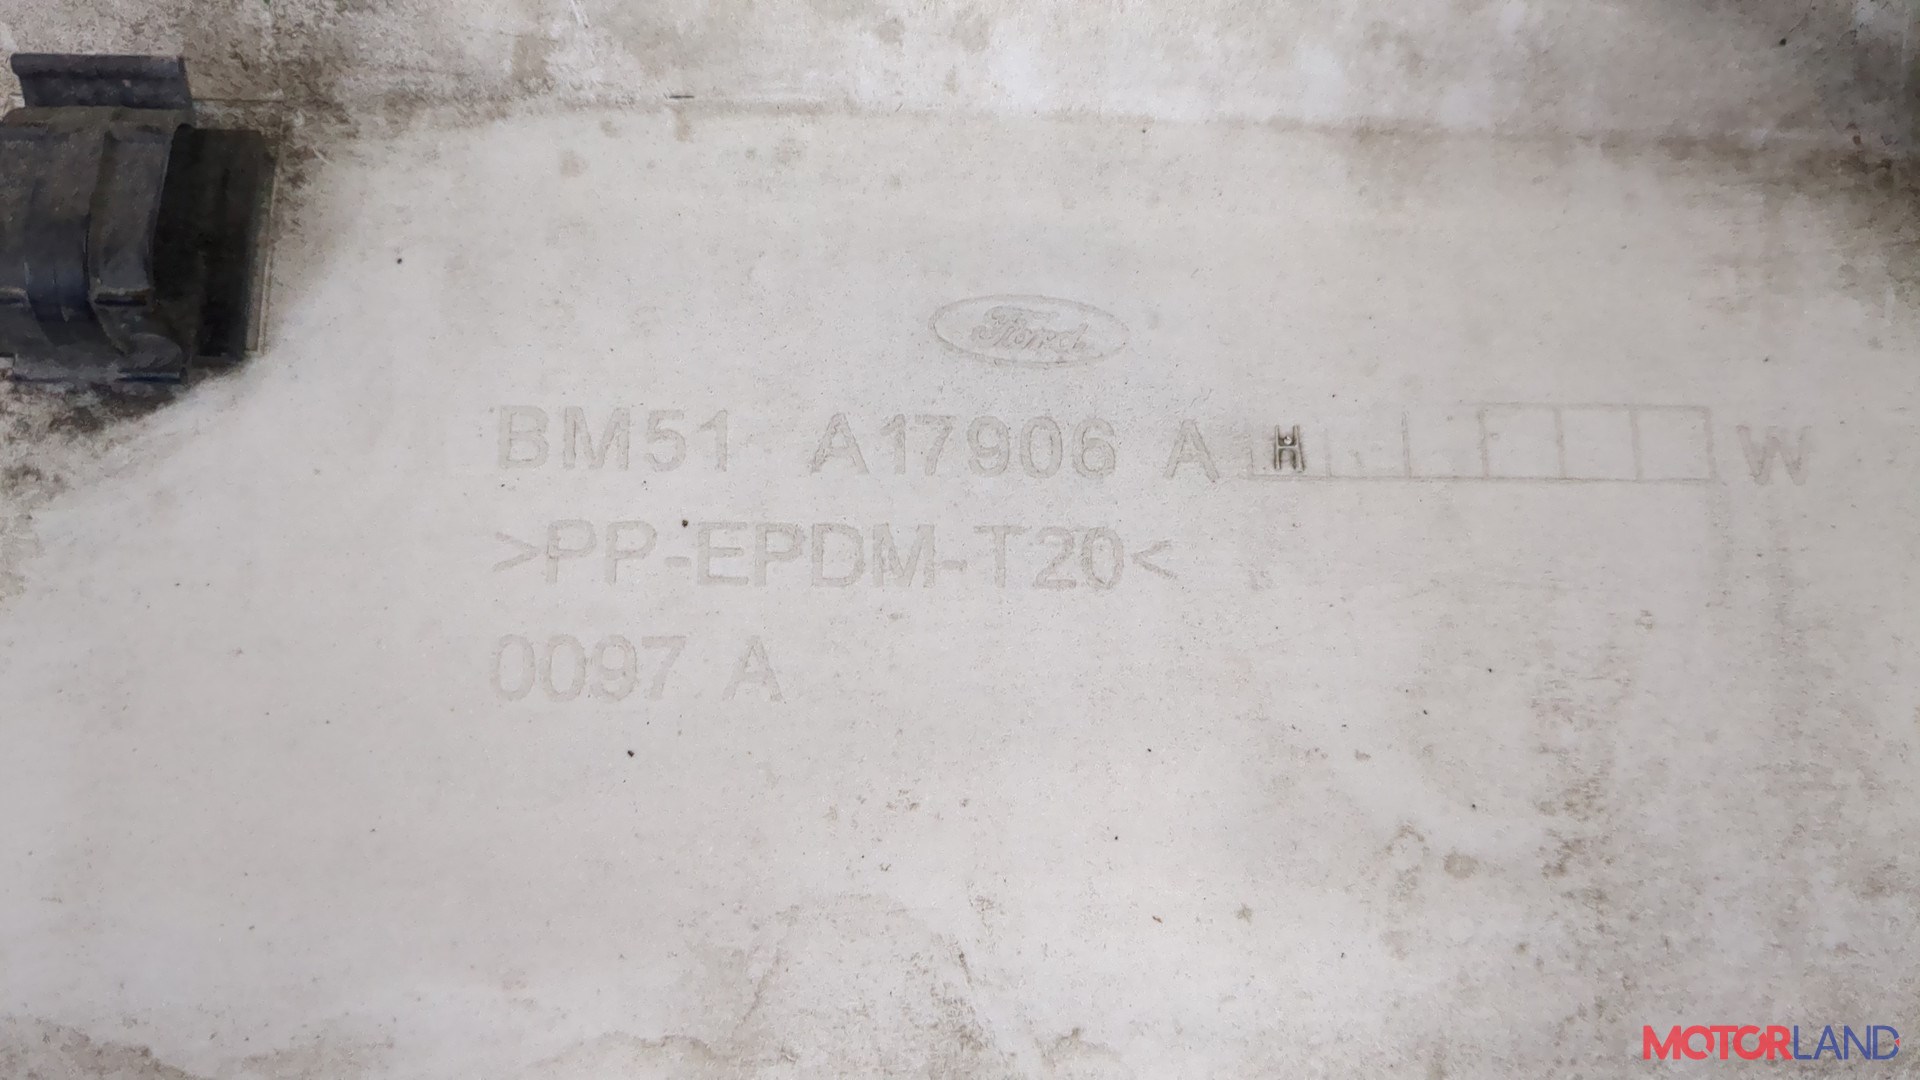 Ford
BM51 A17906 A H W
>PP-EPDM-T20<
0097 A
MOTORLAND